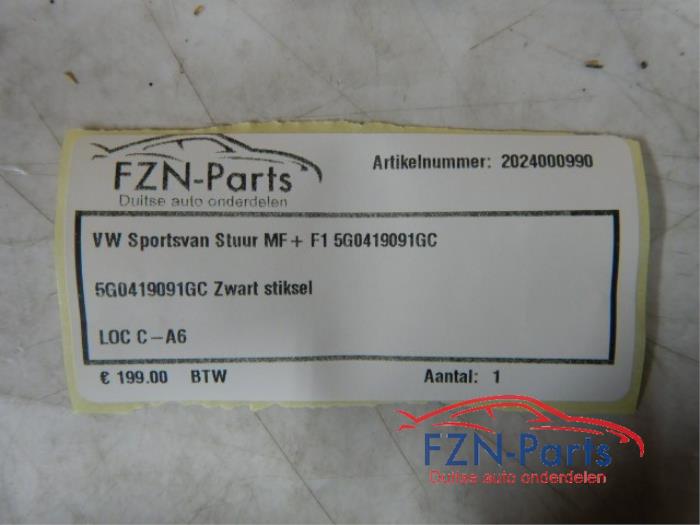 FZN-Parts
Duitse auto onderdelen
Artikelnummer: 2024000990
VW Sportsvan Stuur MF+ F1 5G0419091GC
5G0419091GC Zwart stiksel
LOC C-A6
€ 199.00 BTW
Aantal: 1
FZN-Parts
Duitse auto onderdelen